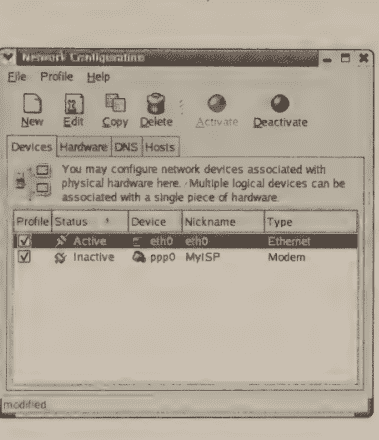 Network Configuration
File Profile Help
New Edit Copy Delete Activate Deactivate
Devices Hardware DNS Hosts
You may configure network devices associated with
physical hardware here. Multiple logical devices can be
associated with a single piece of hardware.
Profile Status Device Nickname Type
Active eth0 eth0 Ethernet
Inactive ppp0 MyISP Modem
modified